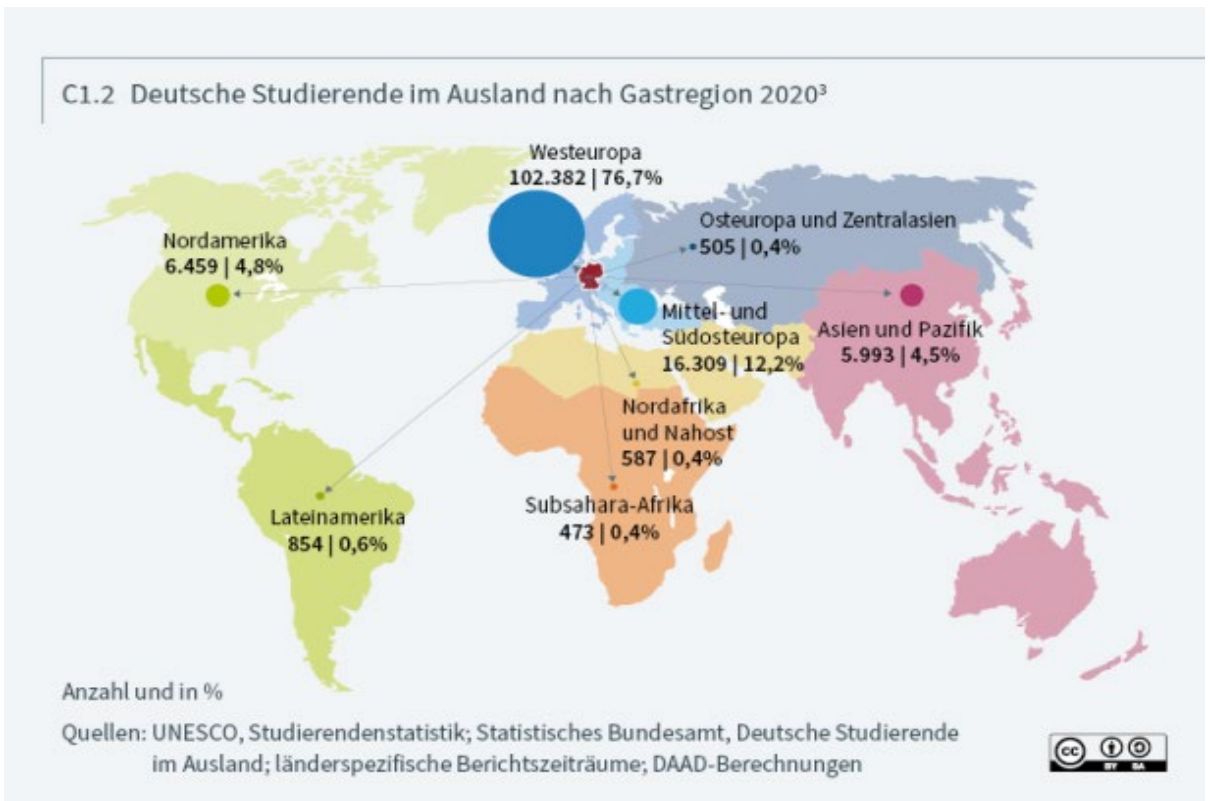 C1.2 Deutsche Studierende im Ausland nach Gastregion 2020³
Westeuropa
102.382 | 76,7%
Nordamerika
6.459 | 4,8%
Osteuropa und Zentralasien
505 | 0,4%
Mittel- und
Südosteuropa
16.309 | 12,2%
Asien und Pazifik
5.993 | 4,5%
Nordafrika
und Nahost
587 | 0,4%
Subsahara-Afrika
473 | 0,4%
Lateinamerika
854 | 0,6%
Anzahl und in %
Quellen: UNESCO, Studierendenstatistik; Statistisches Bundesamt, Deutsche Studierende
im Ausland; länderspezifische Berichtszeiträume; DAAD-Berechnungen
cc
BY SA